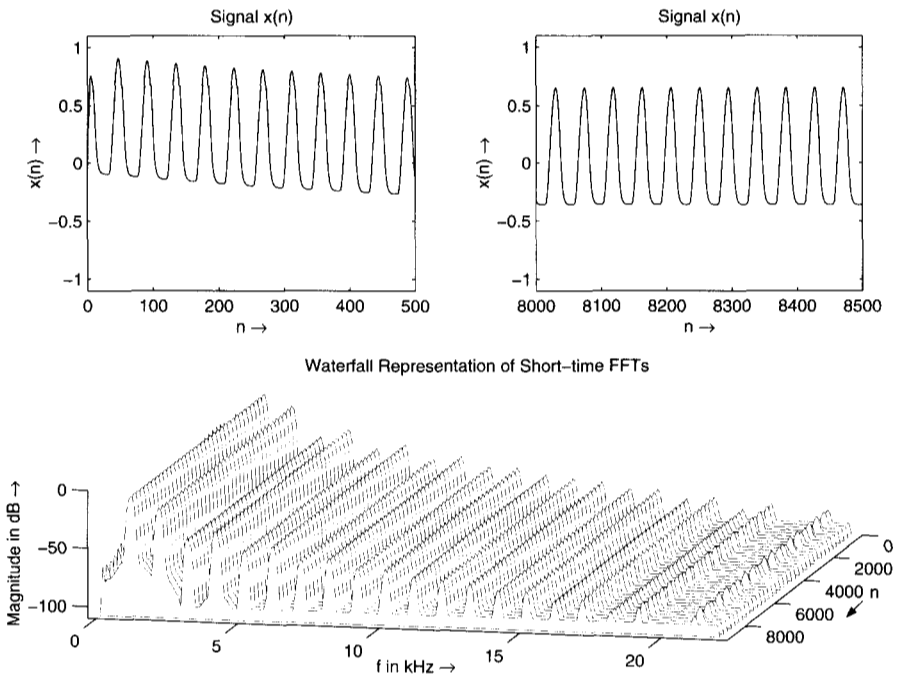 Signal x(n)
Signal x(n)
1
0.5
0
−0.5
−1
x(n) →
0 100 200 300 400 500
n →
1
0.5
0
−0.5
−1
x(n) →
8000 8100 8200 8300 8400 8500
n →
Waterfall Representation of Short−time FFTs
Magnitude in dB →
0
−50
−100
0 5 10 15 20
f in kHz →
0
2000
4000
6000
8000
n